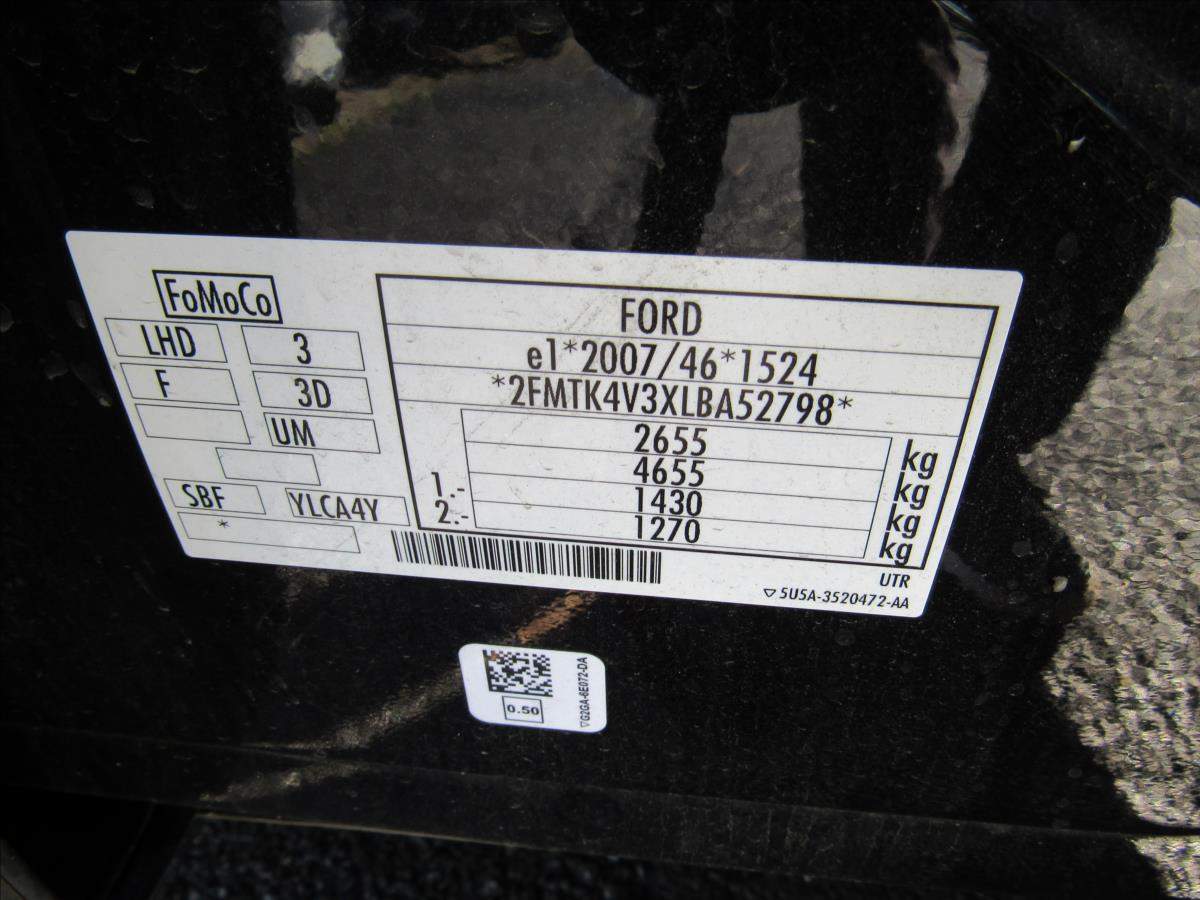 FoMoCo
LHD 3
F 3D
UM
SBF YLCA4Y
*
FORD
e1*2007/46*1524
*2FMTK4V3XLBA52798*
2655 kg
4655 kg
1.- 1430 kg
2.- 1270 kg
UTR
5U5A-3520472-AA
0.50
G2GA-6E072-DA